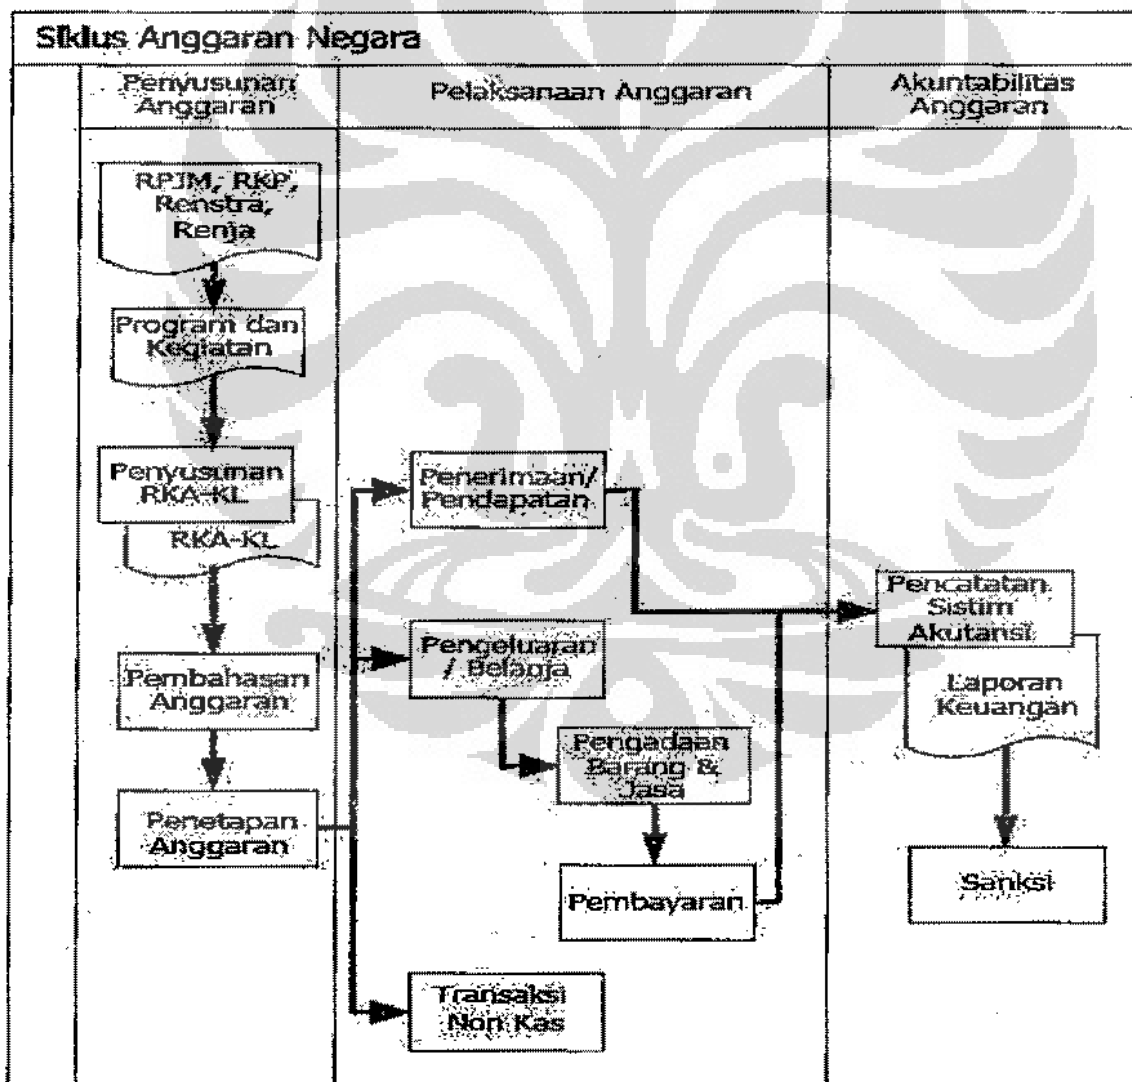 Siklus Anggaran Negara
Penyusunan
Anggaran
Pelaksanaan Anggaran
Akuntabilitas
Anggaran
RPJM, RKP,
Renstra,
Renja
Program dan
Kegiatan
Penyusunan
RKA-KL
RKA-KL
Pembahasan
Anggaran
Penetapan
Anggaran
Penerimaan/
Pendapatan
Pengeluaran
/ Belanja
Pengadaan
Barang &
Jasa
Pembayaran
Transaksi
Non Kas
Pencatatan
Sistim
Akutansi
Laporan
Keuangan
Sanksi